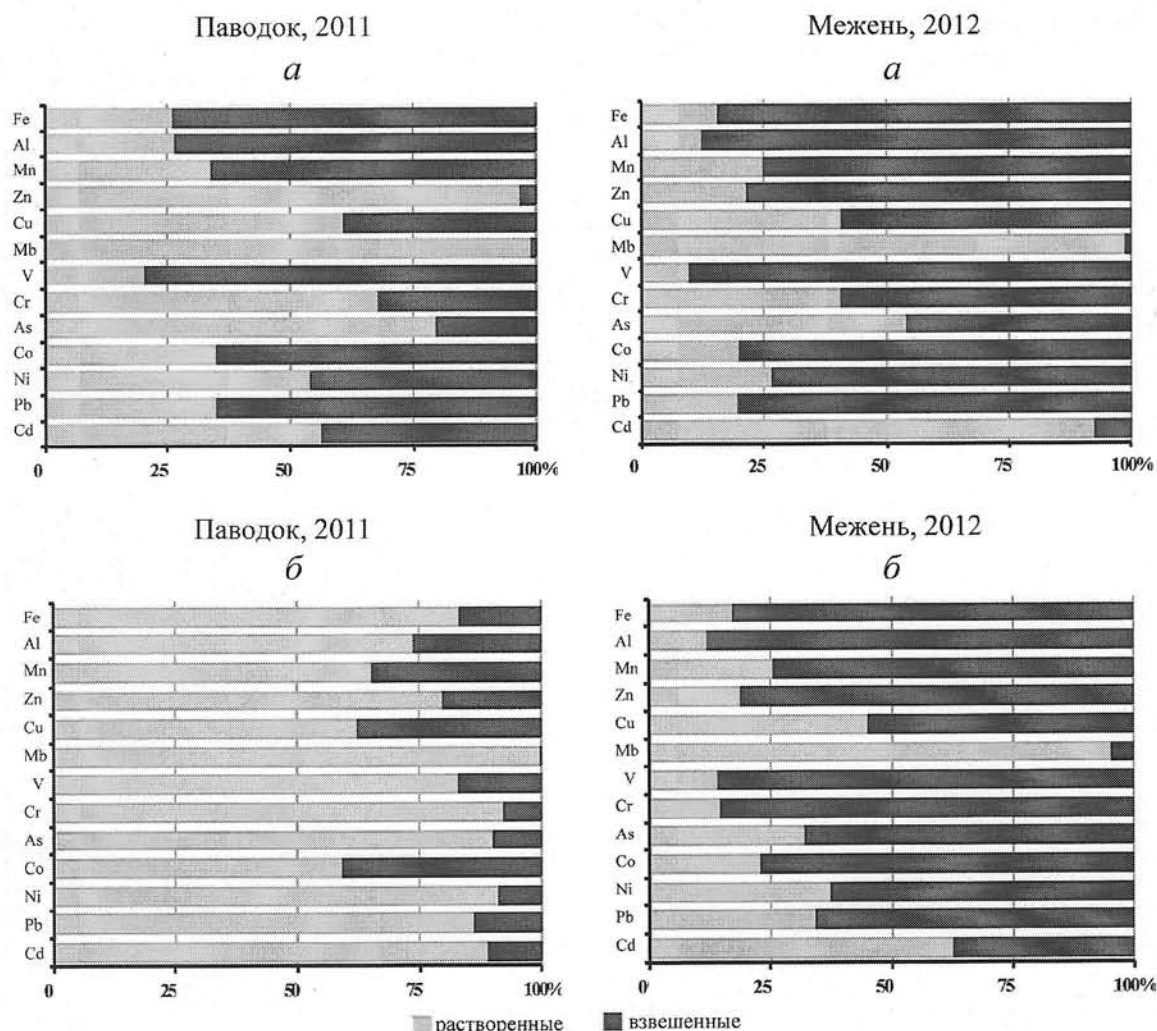 Паводок, 2011
а
Fe
Al
Mn
Zn
Cu
Mb
V
Cr
As
Co
Ni
Pb
Cd
0 25 50 75 100%
Межень, 2012
а
Fe
Al
Mn
Zn
Cu
Mb
V
Cr
As
Co
Ni
Pb
Cd
0 25 50 75 100%
Паводок, 2011
б
Fe
Al
Mn
Zn
Cu
Mb
V
Cr
As
Co
Ni
Pb
Cd
0 25 50 75 100%
Межень, 2012
б
Fe
Al
Mn
Zn
Cu
Mb
V
Cr
As
Co
Ni
Pb
Cd
0 25 50 75 100%
растворенные взвешенные